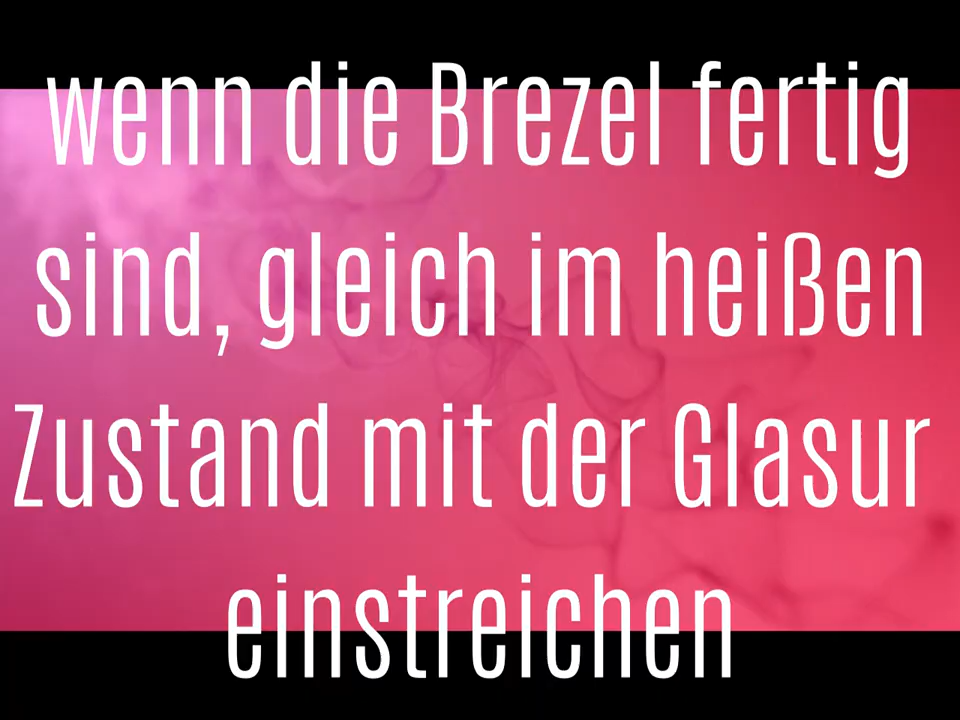 wenn die Brezel fertig
sind, gleich im heißen
Zustand mit der Glasur
einstreichen